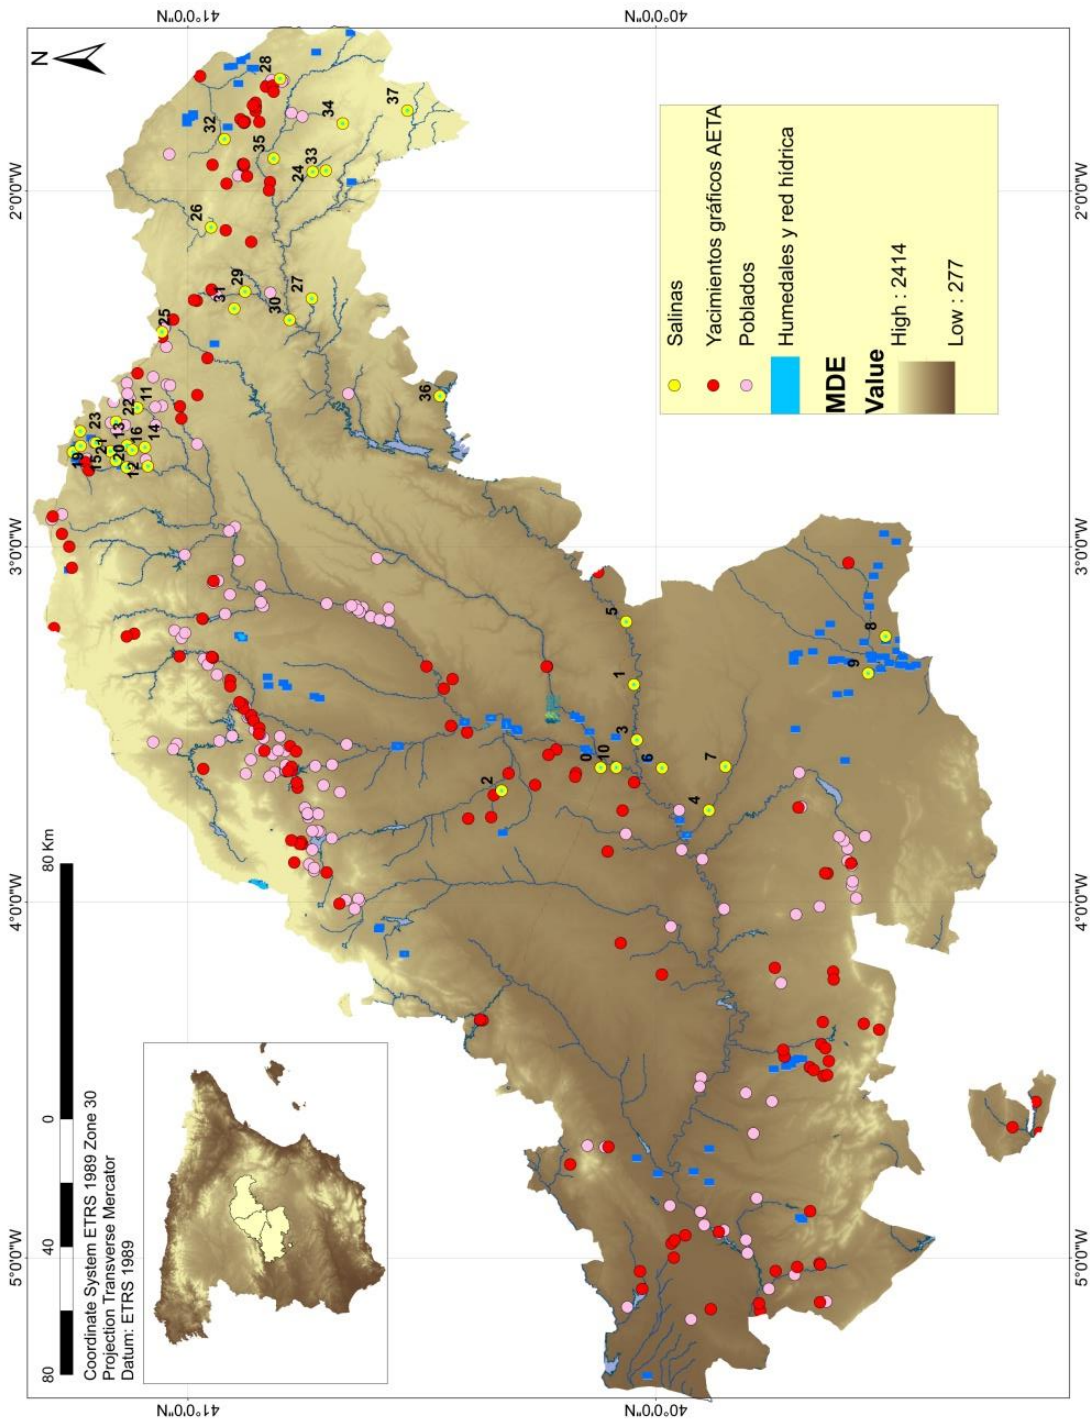 41°0'0"N
40°0'0"N
N
5°0'0"W
4°0'0"W
3°0'0"W
2°0'0"W
80
40
0
80 Km
Coordinate System ETRS 1989 Zone 30
Projection Transverse Mercator
Datum: ETRS 1989
19
15
21
23
20
12
13
16
22
14
11
25
26
31
29
30
27
32
35
28
24
33
34
37
36
2
0
10
3
1
5
6
7
4
9
8
Salinas
Yacimientos gráficos AETA
Poblados
Humedales y red hídrica
MDE
Value
High : 2414
Low : 277
5°0'0"W
4°0'0"W
3°0'0"W
2°0'0"W
41°0'0"N
40°0'0"N